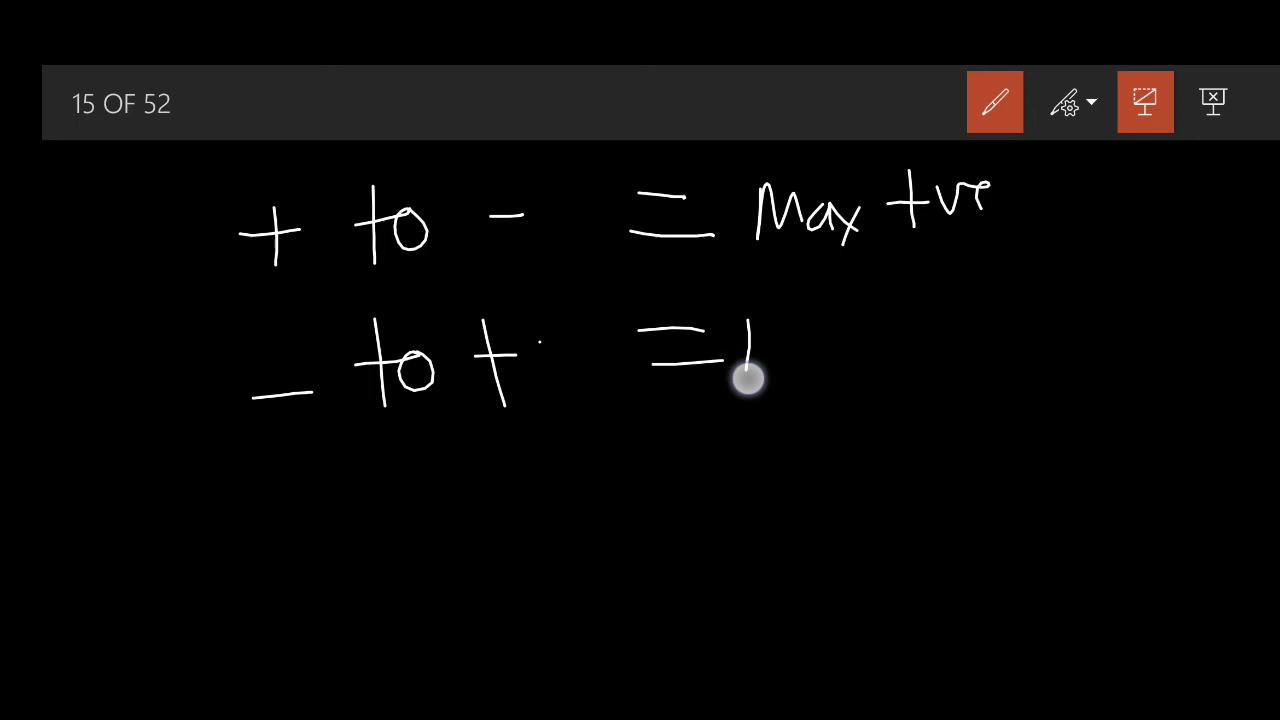 15 OF 52
+ to - = Max +ve
- to + =